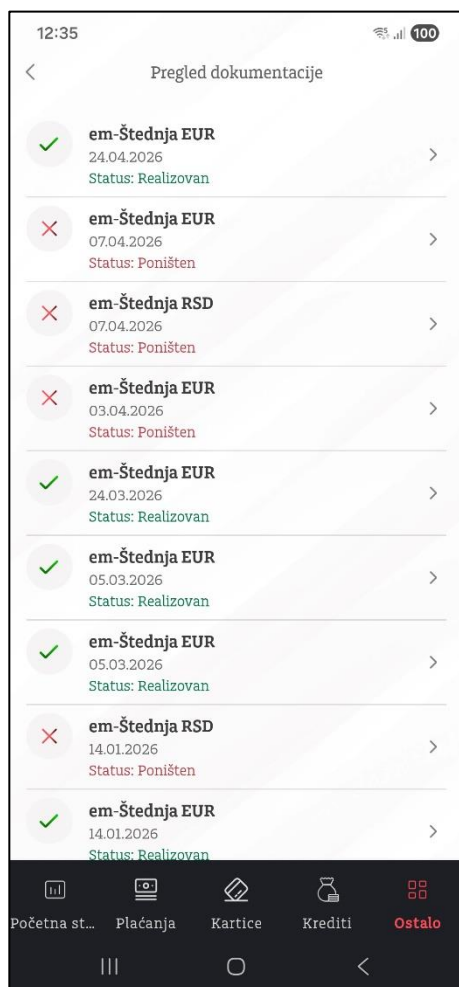 12:35
100
Pregled dokumentacije
em-Štednja EUR
24.04.2026
Status: Realizovan
em-Štednja EUR
07.04.2026
Status: Poništen
em-Štednja RSD
07.04.2026
Status: Poništen
em-Štednja EUR
03.04.2026
Status: Poništen
em-Štednja EUR
24.03.2026
Status: Realizovan
em-Štednja EUR
05.03.2026
Status: Realizovan
em-Štednja EUR
05.03.2026
Status: Realizovan
em-Štednja RSD
14.01.2026
Status: Poništen
em-Štednja EUR
14.01.2026
Status: Realizovan
Početna st... Plaćanja Kartice Krediti Ostalo